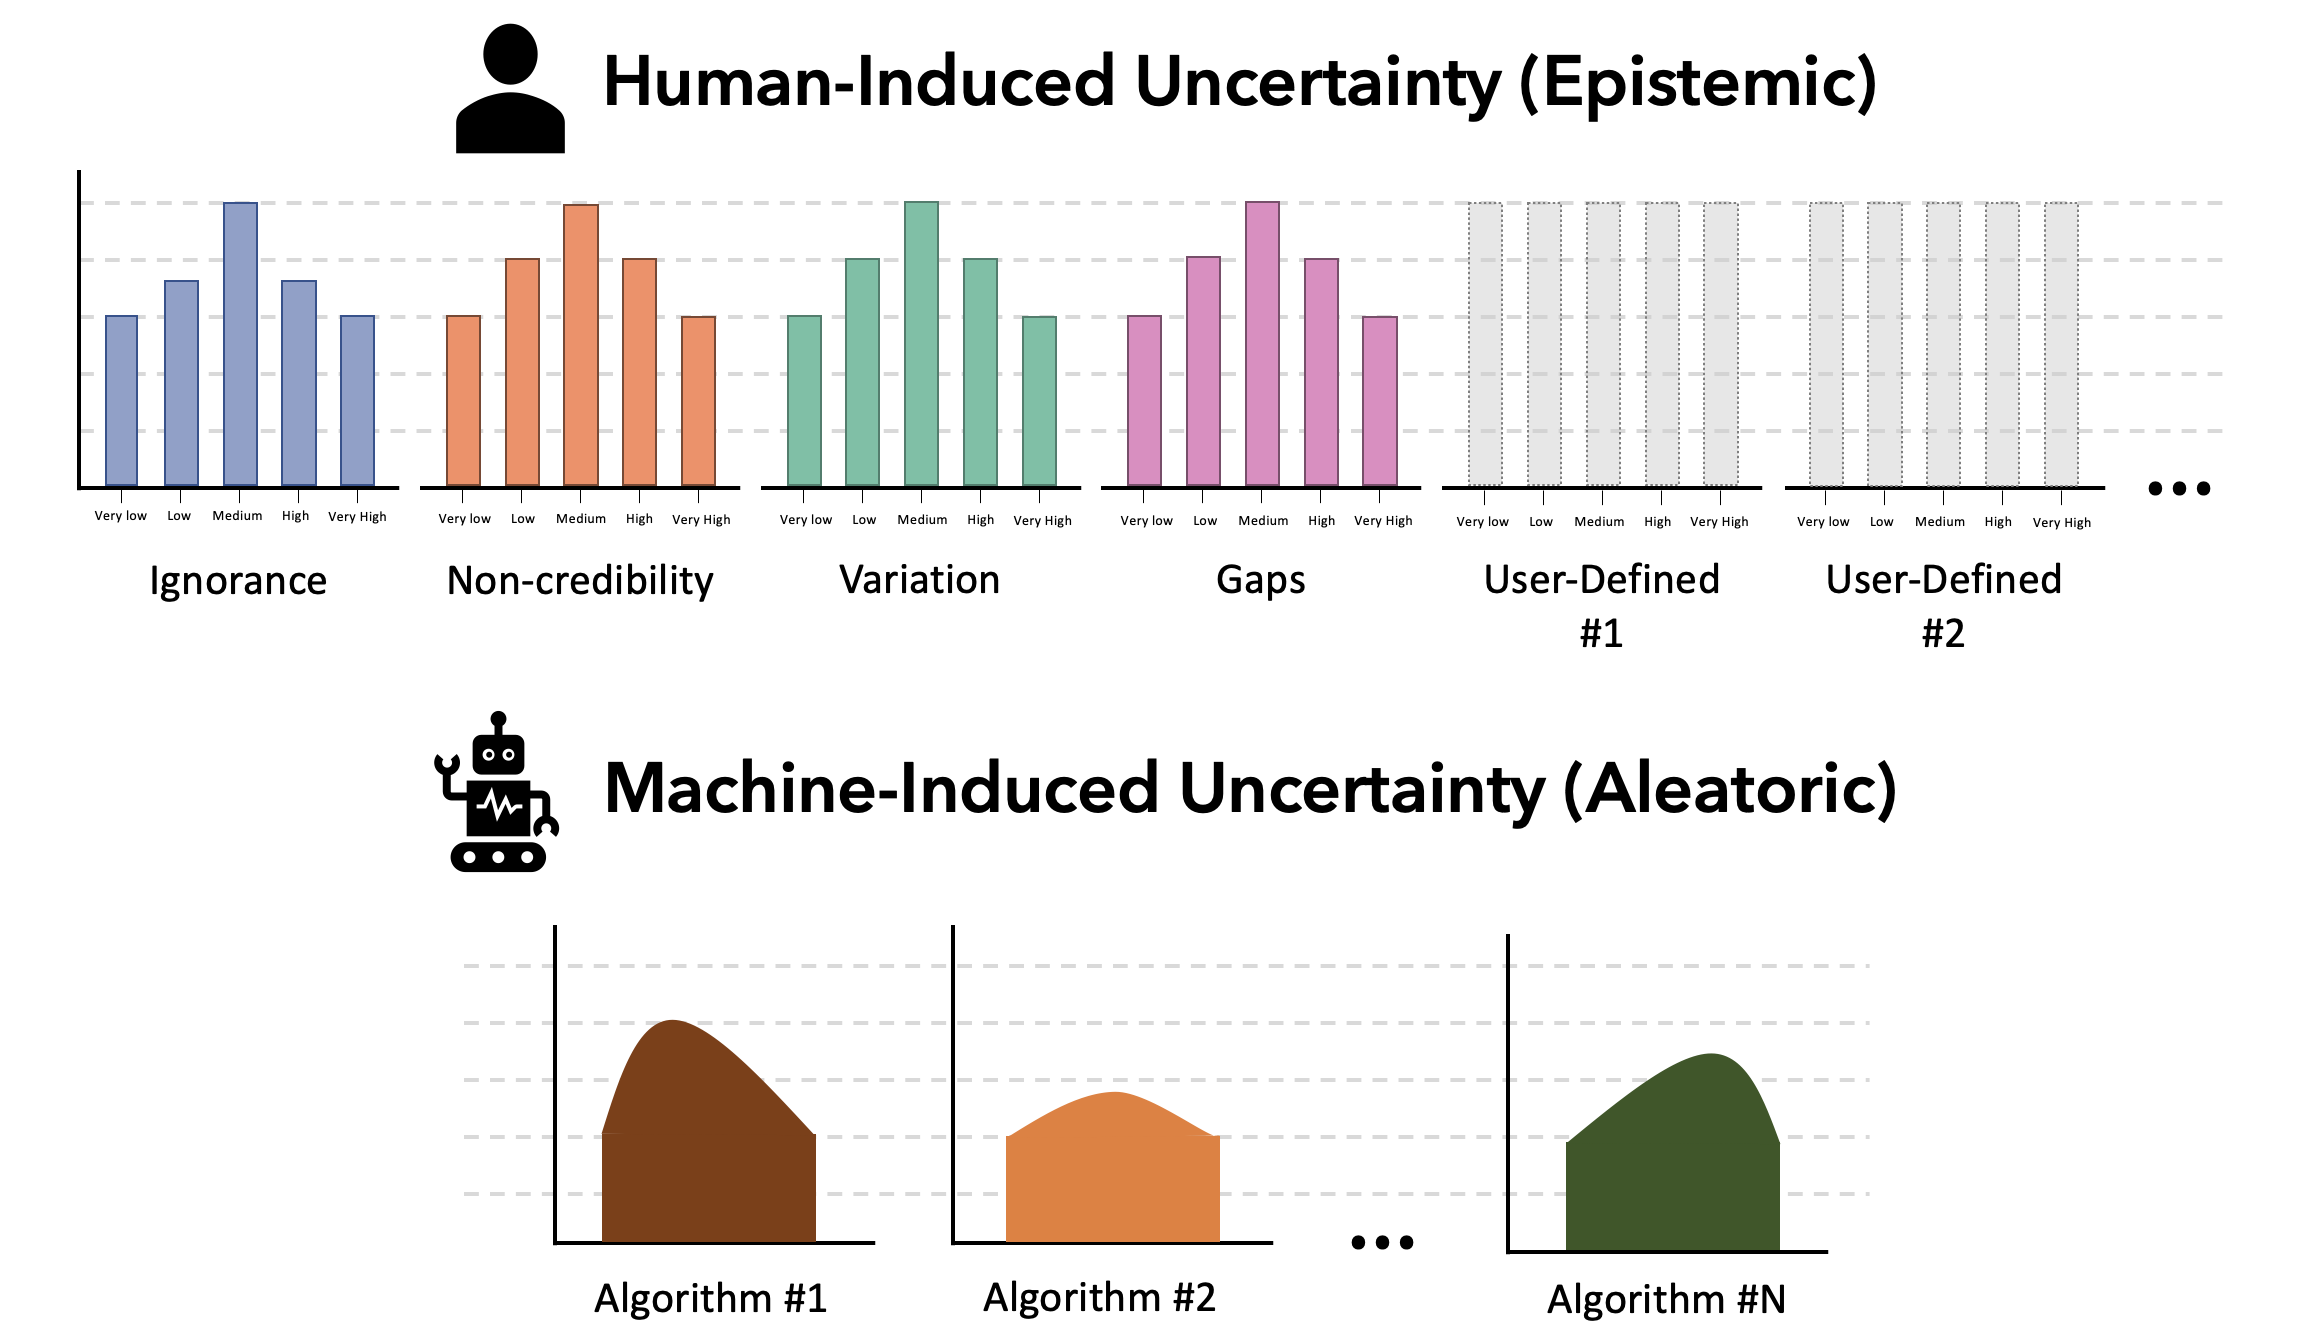 Human-Induced Uncertainty (Epistemic)
Very low Low Medium High Very High
Very low Low Medium High Very High
Very low Low Medium High Very High
Very low Low Medium High Very High
Very low Low Medium High Very High
Very low Low Medium High Very High
...
Ignorance
Non-credibility
Variation
Gaps
User-Defined
#1
User-Defined
#2
Machine-Induced Uncertainty (Aleatoric)
...
Algorithm #1
Algorithm #2
Algorithm #N